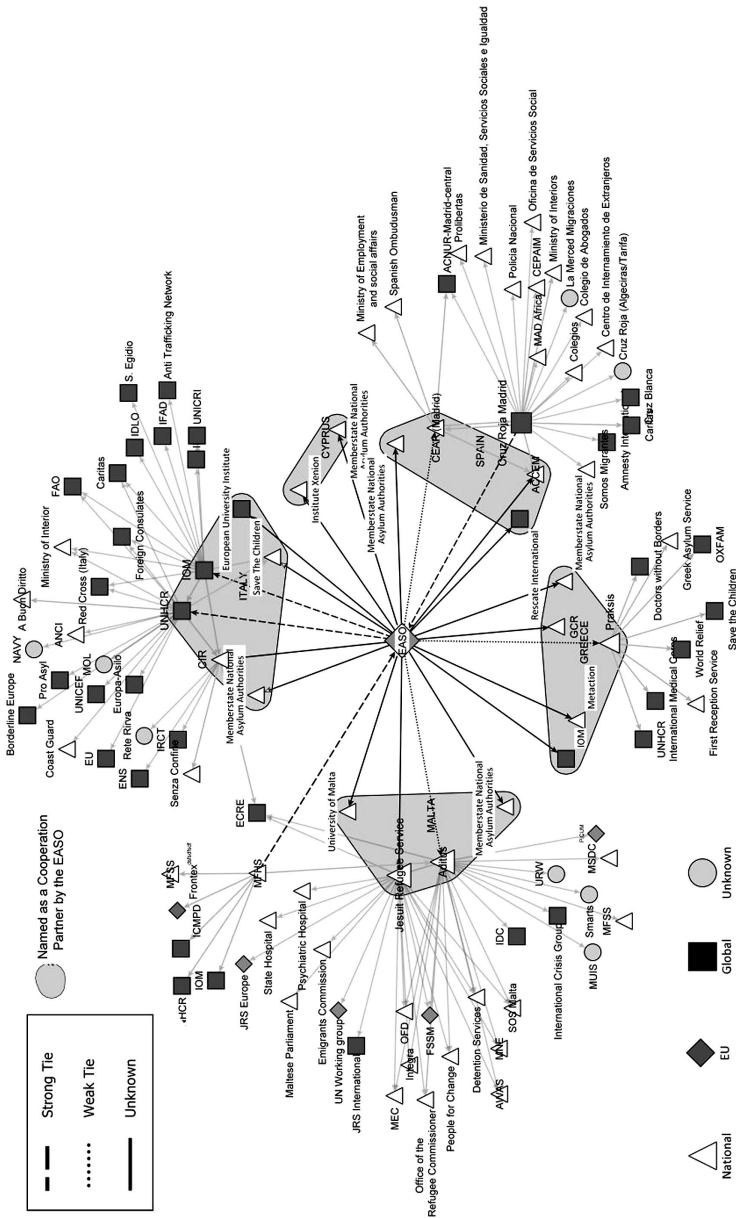 Strong Tie
Weak Tie
Unknown
Named as a Cooperation
Partner by the EASO
Borderline Europe
NAVY
A Buon Diritto
Ministry of Interior
FAO
Coast Guard
Pro Asyl
ANCI
Red Cross (Italy)
Foreign Consulates
Caritas
IDLO
S. Egidio
EU
UNICEF
MOL
Europa-Asilo
IFAD
Anti Trafficking Network
ENS
Rete Rirva
UNICRI
IRCT
Senza Confine
UNHCR
IOM
European University Institute
CIR
ITALY
Save The Children
Memberstate National
Asylum Authorities
ECRE
MFSS
Frontex
ICMPD
IOM
MFRS
JRS Europe
State Hospital
Psychiatric Hospital
Maltese Parliament
Emigrants Commission
UN Working group
JRS International
MEC
OFD
Integra
Office of the
Refugee Commissioner
FSSM
People for Change
Detention Services
AWAS
MNE
SOS Malta
University of Malta
Jesuit Refugee Service
MALTA
Aditus
Memberstate National
Asylum Authorities
IDC
URW
International Crisis Group
MUIS
Smarts
MFSS
MSDC
PICUM
EASO
Institute Xenion
CYPRUS
Memberstate National
Asylum Authorities
Memberstate National
Asylum Authorities
Ministry of Employment
and social affairs
Spanish Ombudusman
CEAR (Madrid)
SPAIN
Cruz Roja Madrid
ACCEM
ACNUR-Madrid-central
Prolibertas
Ministerio de Sanidad, Servicios Sociales e Igualdad
Policia Nacional
Oficina de Servicios Social
MAD Africa
CEPAIM
Ministry of Interiors
La Merced Migraciones
Colegios
Colegio de Abogados
Centro de Internamiento de Extranjeros
Cruz Roja (Algeciras/Tarifa)
Somos Migrantes
Cruz Blanca
Rescate International
Memberstate National
Asylum Authorities
GCR
GREECE
Praksis
Metaction
IOM
Doctors without Borders
Greek Asylum Service
OXFAM
Save the Children
World Relief
International Medical Corps
UNHCR
First Reception Service
National
EU
Global
Unknown